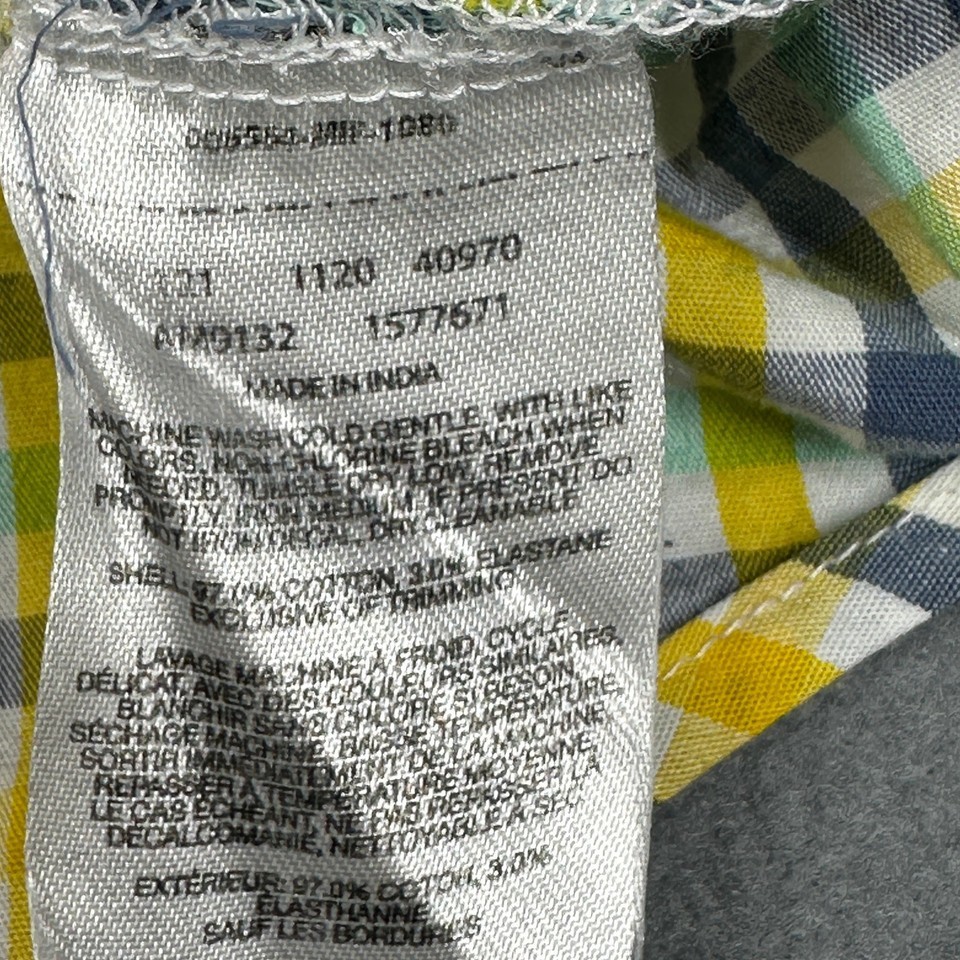 1120 40970
AM9132 1577671
MADE IN INDIA
MACHINE WASH COLD GENTLE, WITH LIKE
COLORS, NON-CHLORINE BLEACH WHEN
NEEDED, TUMBLE DRY LOW, REMOVE
PROMPTLY, IRON MEDIUM, IF PRESENT DO
NOT IRON DECAL, DRY CLEANABLE
SHELL: 97.0% COTTON, 3.0% ELASTANE
EXCLUSIVE OF TRIMMING
LAVAGE MACHINE À FROID, CYCLE
DÉLICAT, AVEC DES COULEURS SIMILAIRES,
BLANCHIR SANS CHLORE SI BESOIN,
SÉCHAGE MACHINE, BASSE TEMPÉRATURE,
SORTIR IMMÉDIATEMENT DE LA MACHINE,
REPASSER À TEMPÉRATURE MOYENNE,
LE CAS ÉCHÉANT, NE PAS REPASSER LA
DÉCALCOMANIE, NETTOYABLE À SEC
EXTÉRIEUR: 97.0% COTON, 3.0%
ÉLASTHANNE
SAUF LES BORDURES